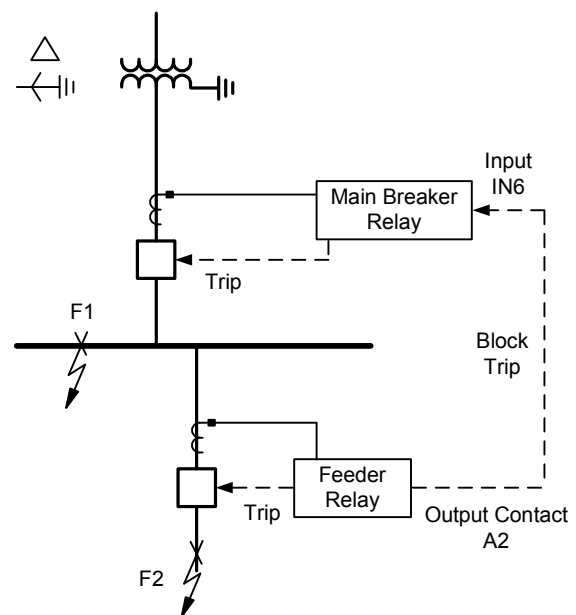 Input
IN6
Main Breaker
Relay
Trip
F1
Block
Trip
Feeder
Relay
Trip
Output Contact
A2
F2